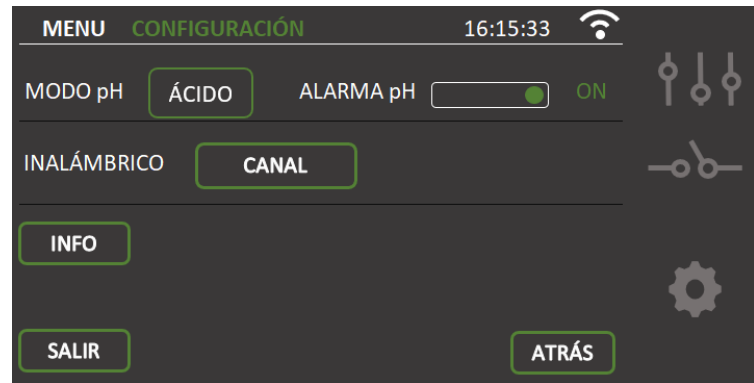 MENU CONFIGURACIÓN 16:15:33
MODO pH ÁCIDO ALARMA pH ON
INALÁMBRICO CANAL
INFO
SALIR ATRÁS